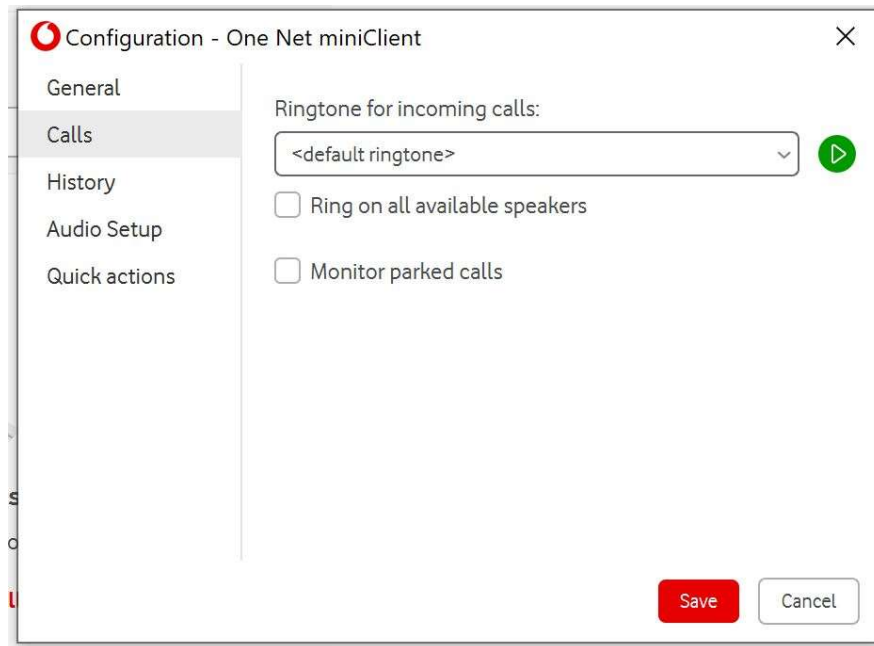 Configuration - One Net miniClient
General
Calls
History
Audio Setup
Quick actions
Ringtone for incoming calls:
<default ringtone>
Ring on all available speakers
Monitor parked calls
Save
Cancel